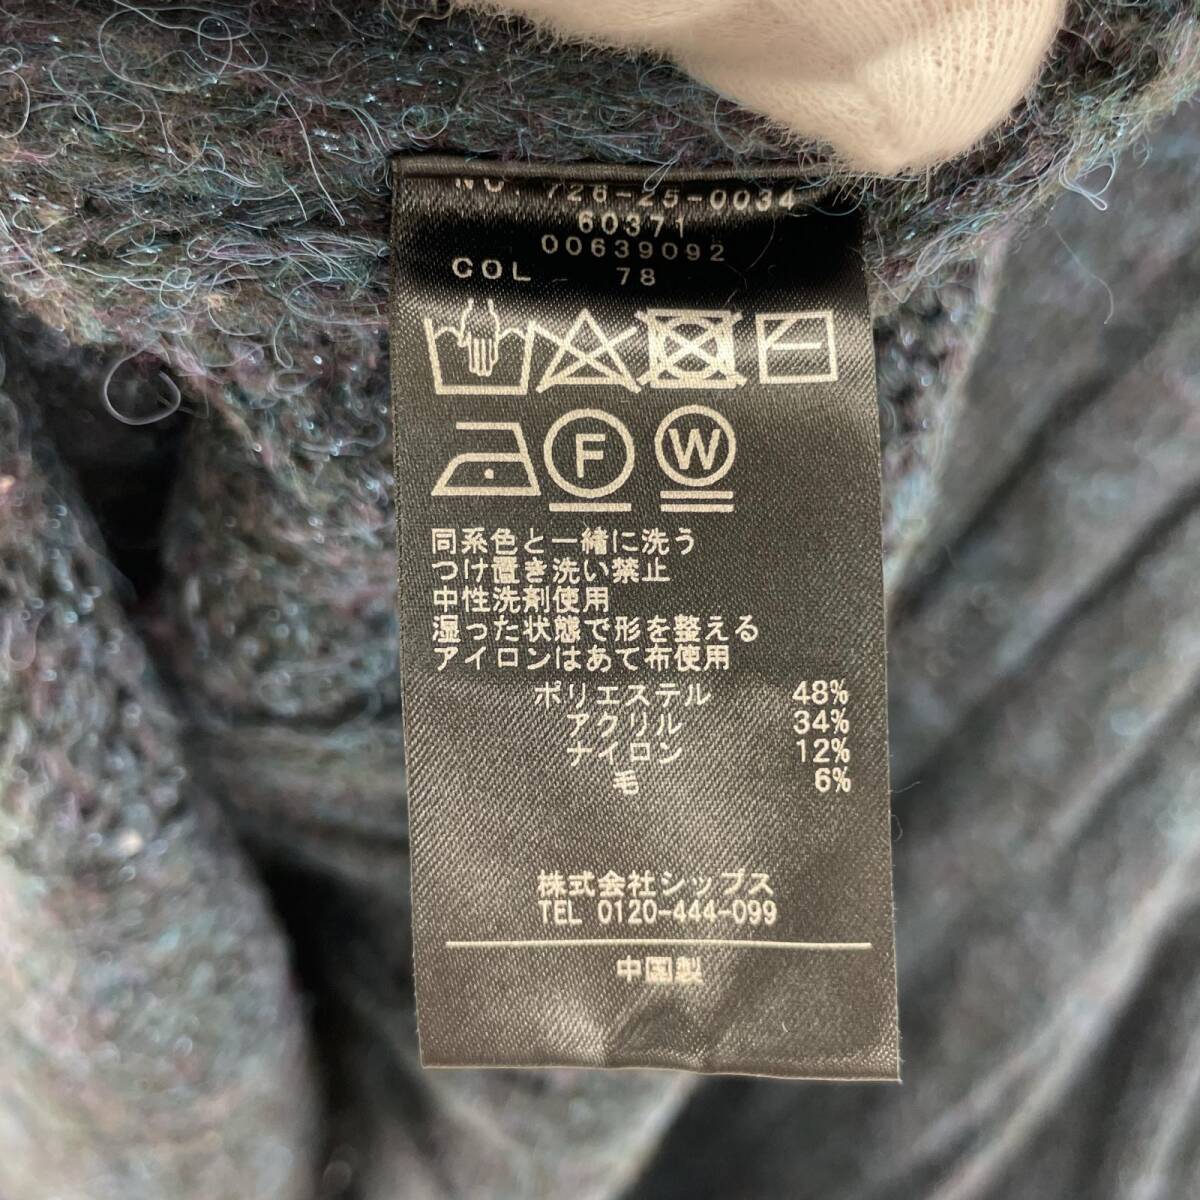 NO. 726-25-0034
60371
00639092
COL 78
F W
同系色と一緒に洗う
つけ置き洗い禁止
中性洗剤使用
湿った状態で形を整える
アイロンはあて布使用
ポリエステル 48%
アクリル 34%
ナイロン 12%
毛 6%
株式会社シップス
TEL 0120-444-099
中国製